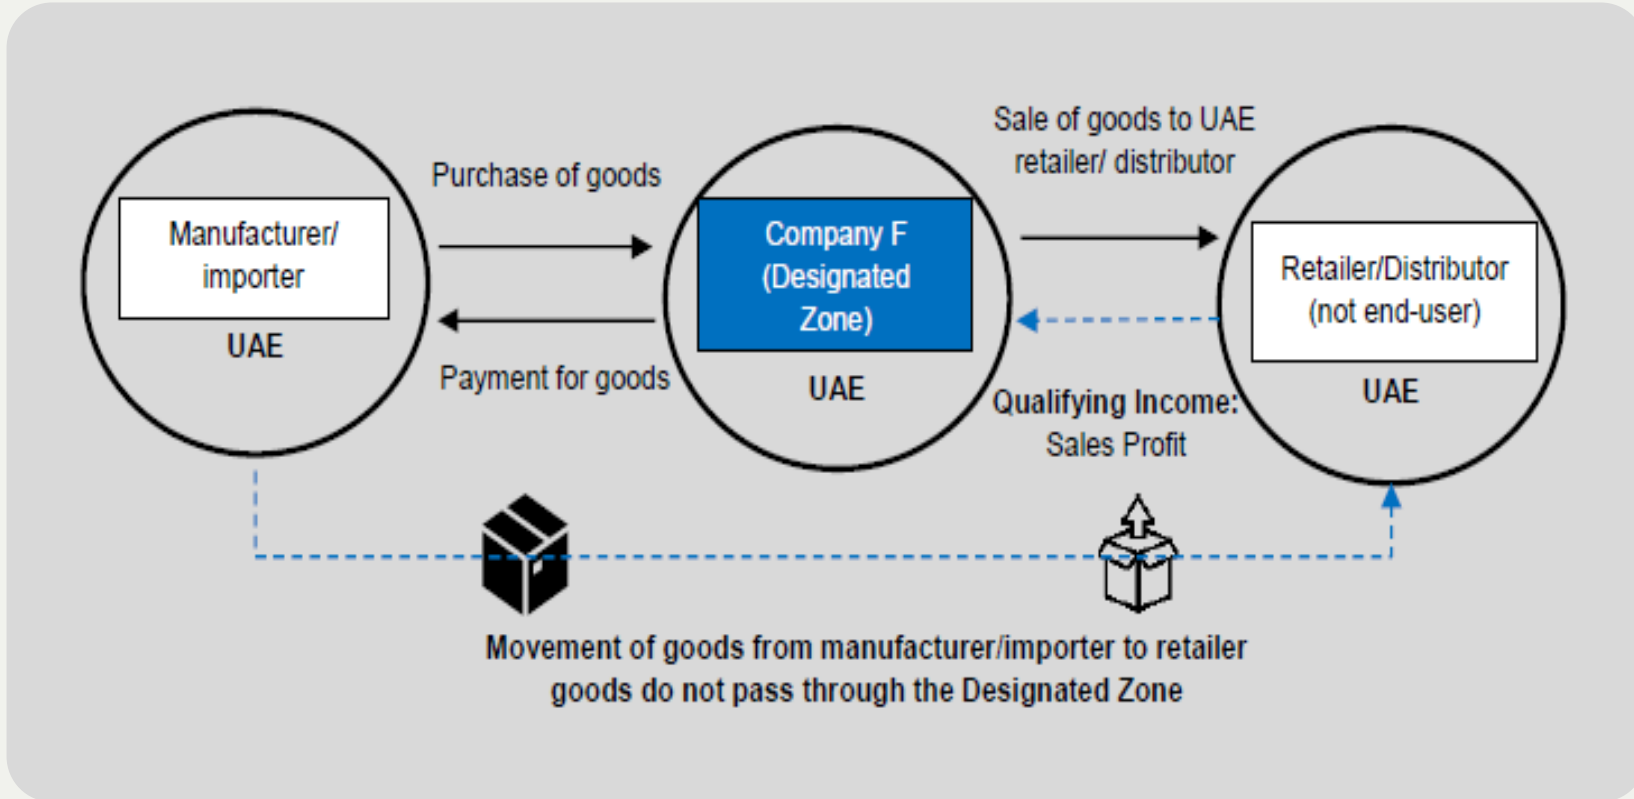 Manufacturer/
importer
UAE
Purchase of goods
Payment for goods
Company F
(Designated
Zone)
UAE
Sale of goods to UAE
retailer/ distributor
Qualifying Income:
Sales Profit
Retailer/Distributor
(not end-user)
UAE
Movement of goods from manufacturer/importer to retailer
goods do not pass through the Designated Zone